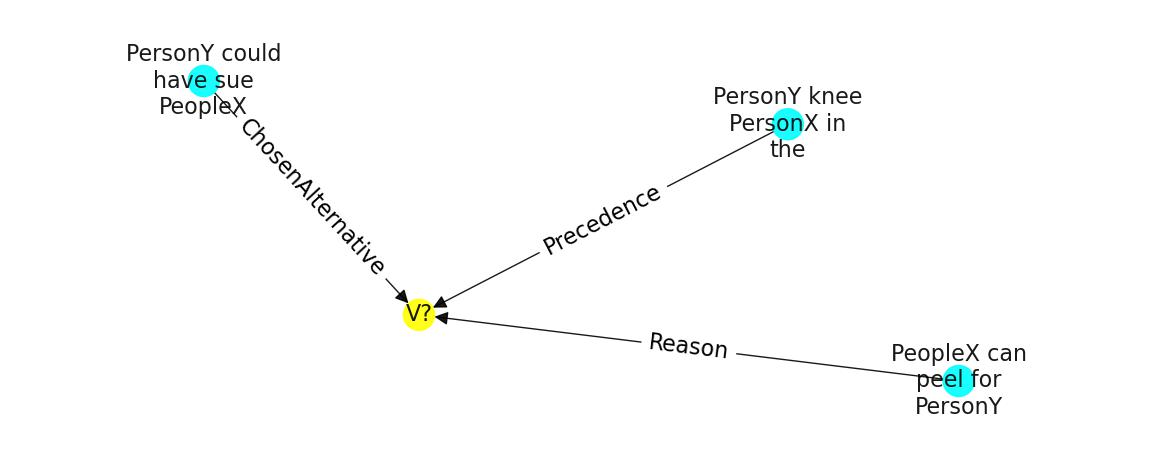 PersonY could
have sue
PeopleX
ChosenAlternative
PersonY knee
PersonX in
the
Precedence
V?
Reason
PeopleX can
peel for
PersonY